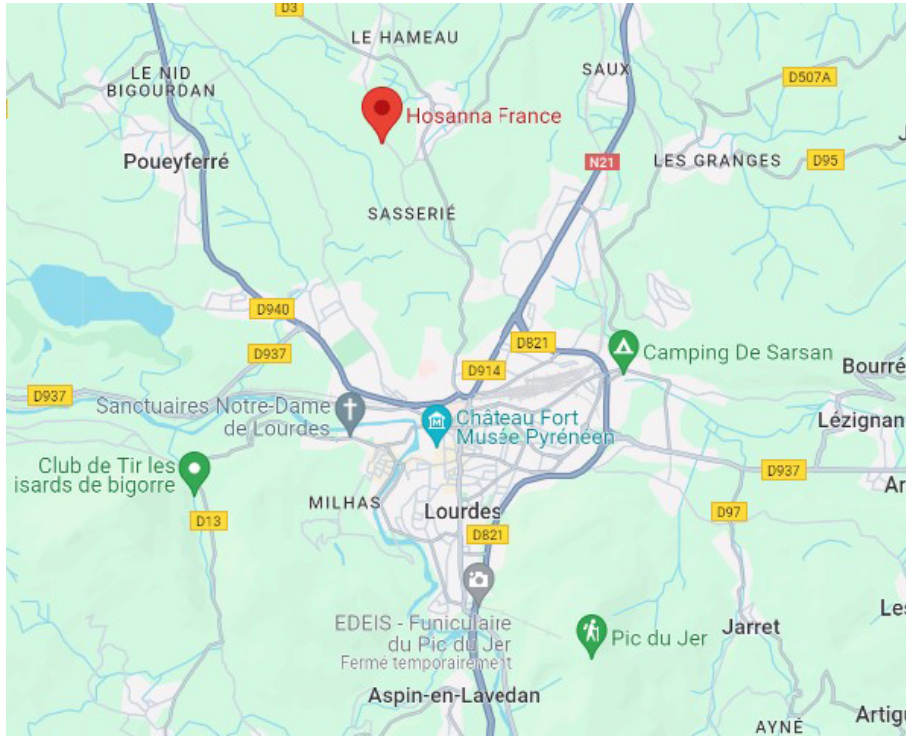 D3
LE HAMEAU
LE NID
BIGOURDAN
SAUX
D507A
Hosanna France
Poueyferré
N21
LES GRANGES
D95
SASSERIÉ
D940
D937
D821
Camping De Sarsan
D914
Bourré
D937
Sanctuaires Notre-Dame
de Lourdes
Château Fort
Musée Pyrénéen
Lézignan
Club de Tir les
isards de bigorre
D937
MILHAS
Lourdes
D13
D821
D97
Ar
EDEIS - Funiculaire
du Pic du Jer
Fermé temporairement
Pic du Jer
Jarret
Les
Aspin-en-Lavedan
AYNÉ
Artigu